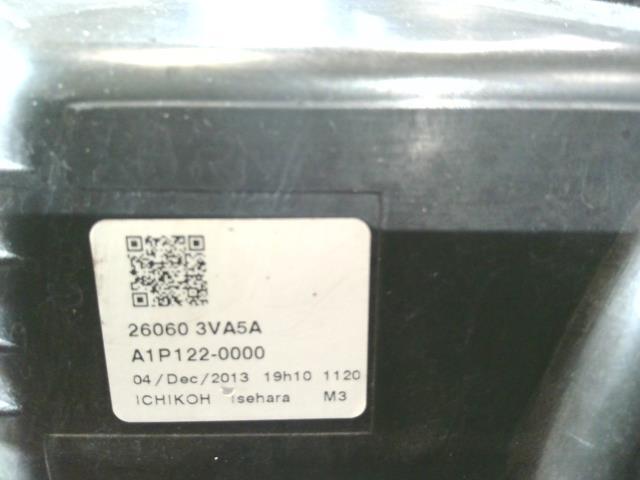 26060 3VA5A
A1P122-0000
04/Dec/2013 19h10 1120
ICHIKOH Isehara M3